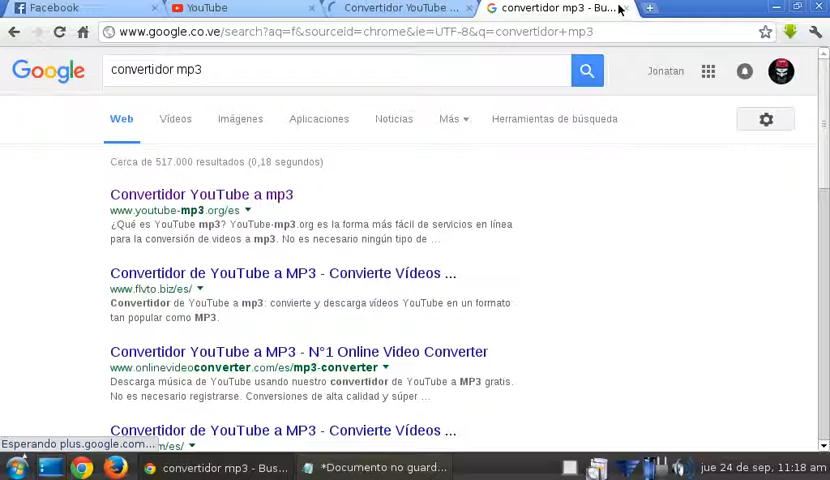 Facebook
YouTube
Convertidor YouTube ...
convertidor mp3 - Bu...
www.google.co.ve/search?aq=f&sourceid=chrome&ie=UTF-8&q=convertidor+mp3
Google
convertidor mp3
Jonatan
Web Vídeos Imágenes Aplicaciones Noticias Más Herramientas de búsqueda
Cerca de 517.000 resultados (0,18 segundos)
Convertidor YouTube a mp3
www.youtube-mp3.org/es
¿Qué es YouTube mp3? YouTube-mp3.org es la forma más fácil de servicios en línea
para la conversión de videos a mp3. No es necesario ningún tipo de ...
Convertidor de YouTube a MP3 - Convierte Vídeos ...
www.flvto.biz/es/
Convertidor de YouTube a mp3: convierte y descarga vídeos YouTube en un formato
tan popular como MP3.
Convertidor YouTube a MP3 - N°1 Online Video Converter
www.onlinevideoconverter.com/es/mp3-converter
Descarga música de YouTube usando nuestro convertidor de YouTube a MP3 gratis.
No es necesario registrarse. Conversiones de alta calidad y súper ...
Convertidor de YouTube a MP3 - Convierte Vídeos ...
Esperando plus.google.com...
m/es/
convertidor mp3 - Bus...
*Documento no guard...
jue 24 de sep, 11:18 am